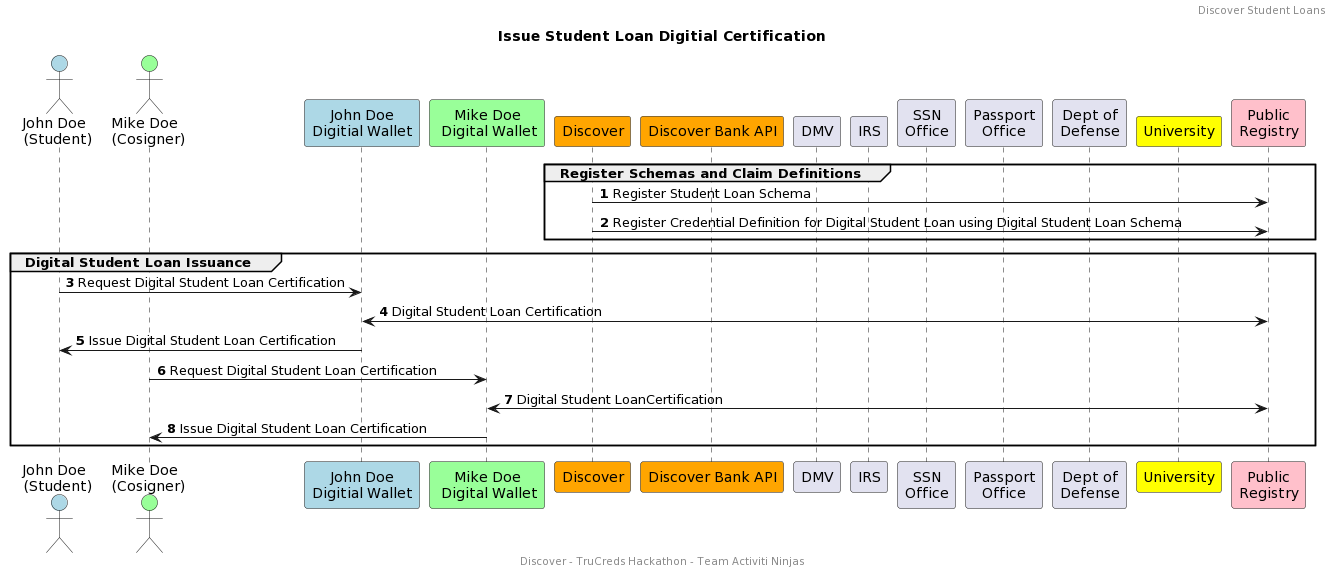 Discover Student Loans
Issue Student Loan Digitial Certification
John Doe
(Student)
Mike Doe
(Cosigner)
John Doe
Digitial Wallet
Mike Doe
Digital Wallet
Discover
Discover Bank API
DMV
IRS
SSN
Office
Passport
Office
Dept of
Defense
University
Public
Registry
Register Schemas and Claim Definitions
1 Register Student Loan Schema
2 Register Credential Definition for Digital Student Loan using Digital Student Loan Schema
Digital Student Loan Issuance
3 Request Digital Student Loan Certification
4 Digital Student Loan Certification
5 Issue Digital Student Loan Certification
6 Request Digital Student Loan Certification
7 Digital Student LoanCertification
8 Issue Digital Student Loan Certification
John Doe
(Student)
Mike Doe
(Cosigner)
John Doe
Digitial Wallet
Mike Doe
Digital Wallet
Discover
Discover Bank API
DMV
IRS
SSN
Office
Passport
Office
Dept of
Defense
University
Public
Registry
Discover - TruCreds Hackathon - Team Activiti Ninjas